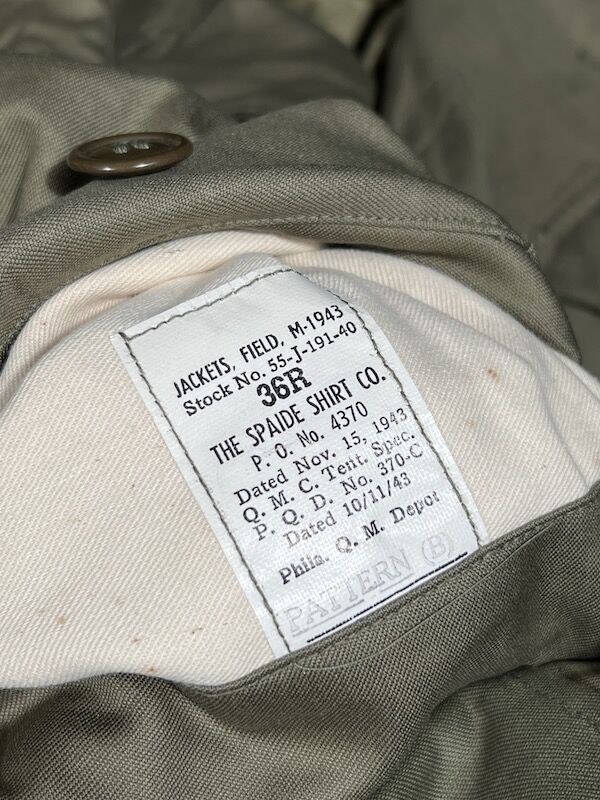 JACKETS, FIELD, M-1943
Stock No. 55-J-191-40
36R
THE SPAIDE SHIRT CO.
P. O. No. 4370
Dated Nov. 15, 1943
Q. M. C. Tent. Spec.
P. Q. D. No. 370-C
Dated 10/11/43
Phila. Q. M. Depot
PATTERN (B)